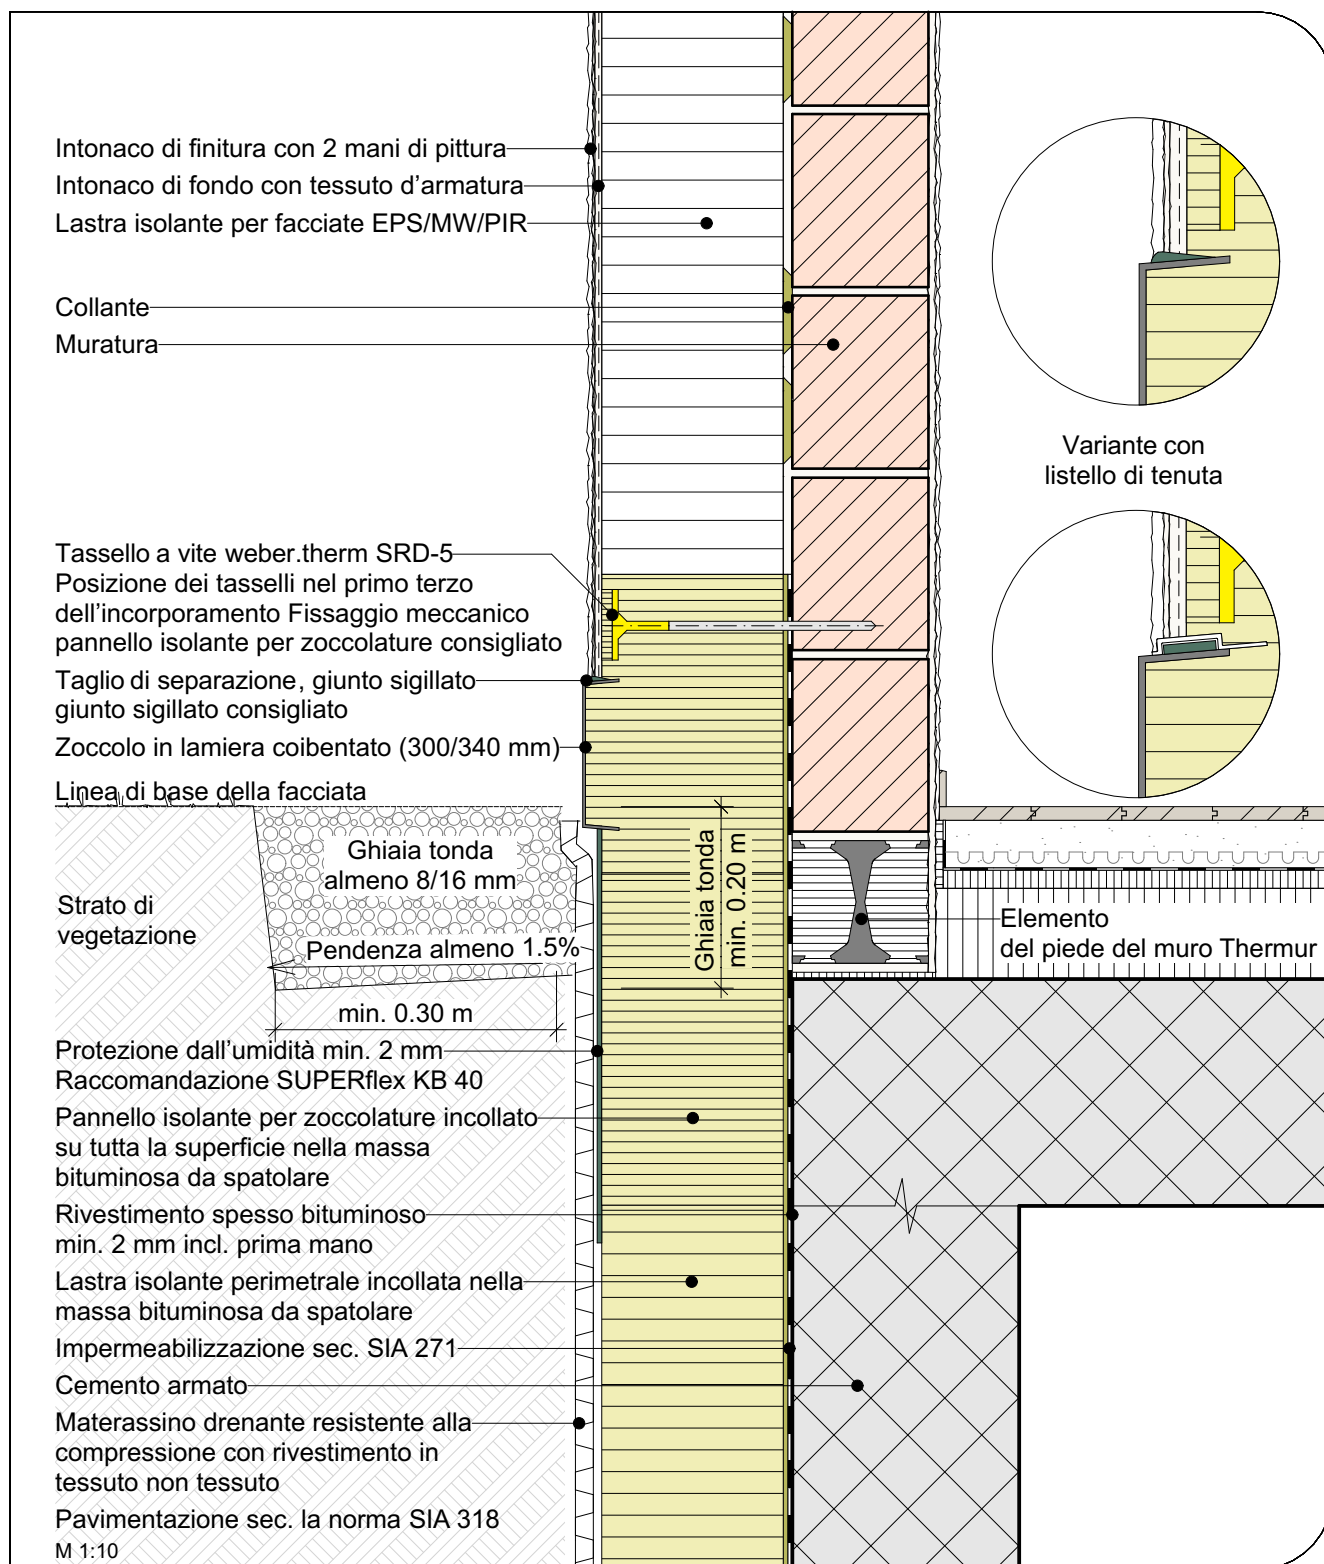 Intonaco di finitura con 2 mani di pittura
Intonaco di fondo con tessuto d'armatura
Lastra isolante per facciate EPS/MW/PIR
Collante
Muratura
Variante con
listello di tenuta
Tassello a vite weber.therm SRD-5
Posizione dei tasselli nel primo terzo
dell'incorporamento Fissaggio meccanico
pannello isolante per zoccolature consigliato
Taglio di separazione, giunto sigillato
giunto sigillato consigliato
Zoccolo in lamiera coibentato (300/340 mm)
Linea di base della facciata
Ghiaia tonda
almeno 8/16 mm
Strato di
vegetazione
Pendenza almeno 1.5%
min. 0.30 m
Ghiaia tonda
min. 0.20 m
Elemento
del piede del muro Thermur
Protezione dall'umidità min. 2 mm
Raccomandazione SUPERflex KB 40
Pannello isolante per zoccolature incollato
su tutta la superficie nella massa
bituminosa da spatolare
Rivestimento spesso bituminoso
min. 2 mm incl. prima mano
Lastra isolante perimetrale incollata nella
massa bituminosa da spatolare
Impermeabilizzazione sec. SIA 271
Cemento armato
Materassino drenante resistente alla
compressione con rivestimento in
tessuto non tessuto
Pavimentazione sec. la norma SIA 318
M 1:10